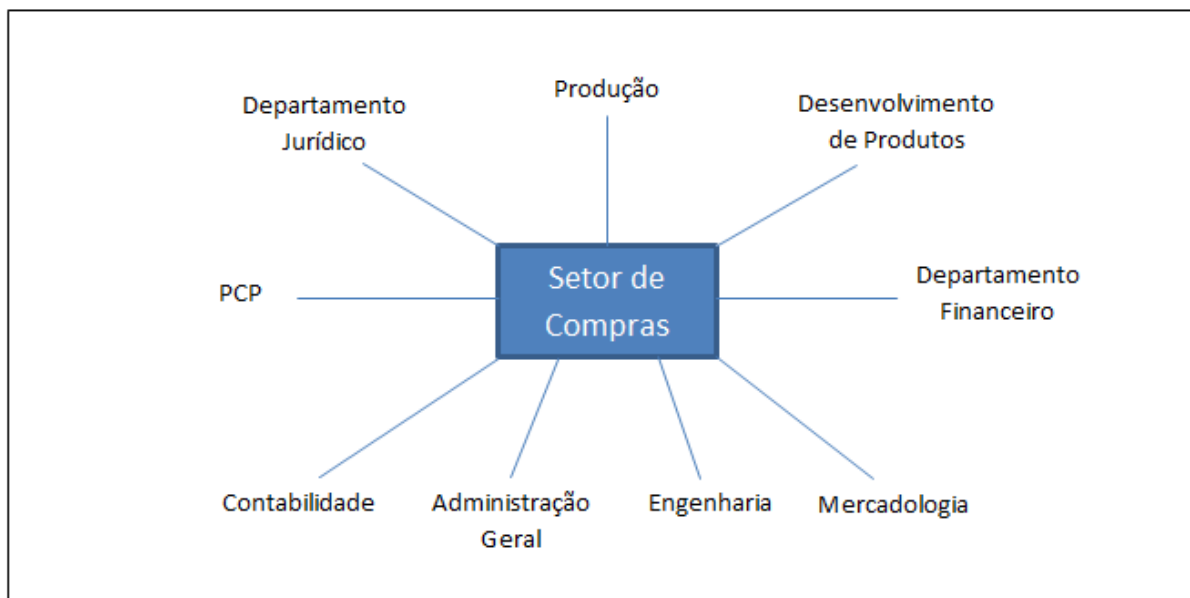 Produção
Departamento
Jurídico
Desenvolvimento
de Produtos
Setor de
Compras
PCP
Departamento
Financeiro
Contabilidade
Administração
Geral
Engenharia
Mercadologia